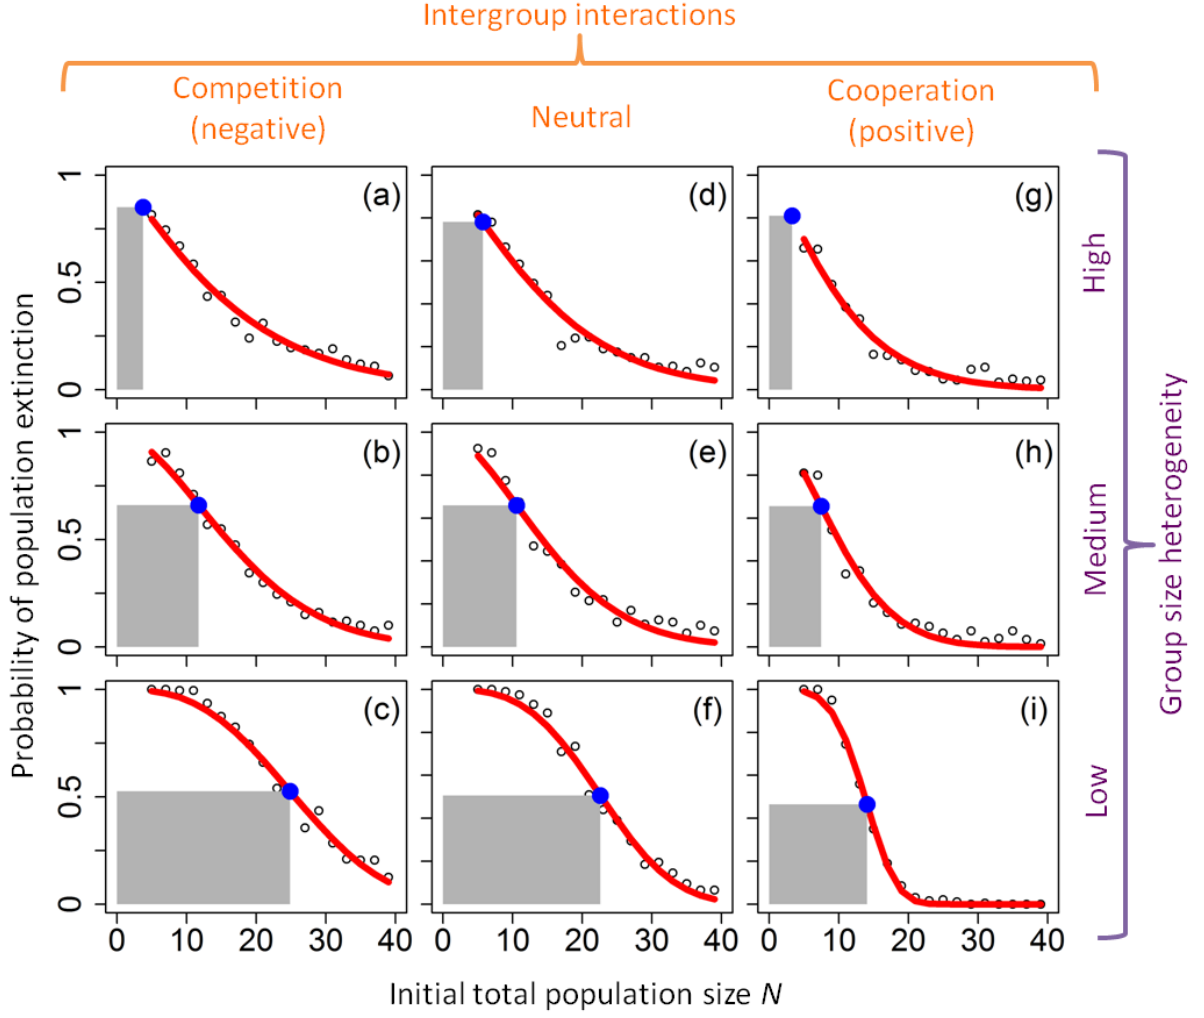 Intergroup interactions
Competition
(negative)
Neutral
Cooperation
(positive)
Probability of population extinction
1
0.5
0
(a)
(d)
(g)
High
1
0.5
0
(b)
(e)
(h)
Medium
Group size heterogeneity
1
0.5
0
(c)
(f)
(i)
Low
0 10 20 30 40
0 10 20 30 40
0 10 20 30 40
Initial total population size N